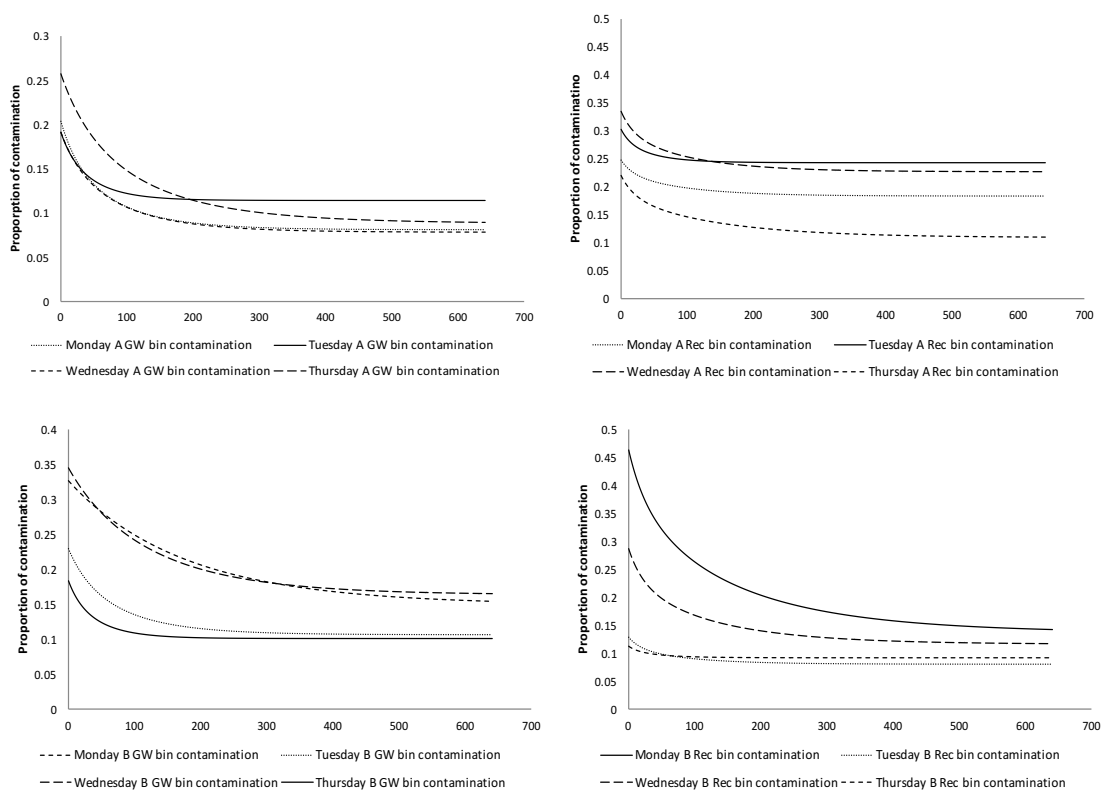 0.3
0.25
0.2
0.15
0.1
0.05
0
Proporption of contamination
0 100 200 300 400 500 600 700
Monday A GW bin contamination Tuesday A GW bin contamination
Wednesday A GW bin contamination Thursday A GW bin contamination
0.5
0.45
0.4
0.35
0.3
0.25
0.2
0.15
0.1
0.05
0
Proportion of contaminatino
0 100 200 300 400 500 600 700
Monday A Rec bin contamination Tuesday A Rec bin contamination
Wednesday A Rec bin contamination Thursday A Rec bin contamination
0.4
0.35
0.3
0.25
0.2
0.15
0.1
0.05
0
Proportion of contamination
0 100 200 300 400 500 600 700
Monday B GW bin contamination Tuesday B GW bin contamination
Wednesday B GW bin contamination Thursday B GW bin contamination
0.5
0.45
0.4
0.35
0.3
0.25
0.2
0.15
0.1
0.05
0
Proportion of contamination
0 100 200 300 400 500 600 700
Monday B Rec bin contamination Tuesday B Rec bin contamination
Wednesday B Rec bin contamination Thursday B Rec bin contamination